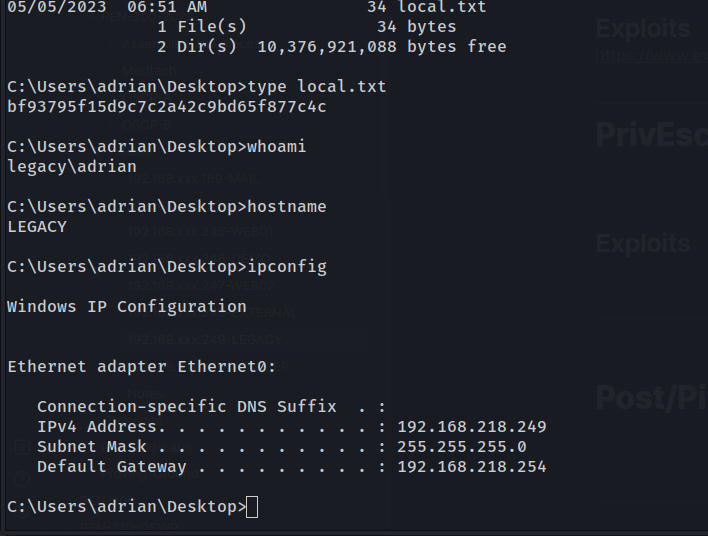 05/05/2023  06:51 AM                34 local.txt
               1 File(s)             34 bytes
               2 Dir(s)  10,376,921,088 bytes free
C:\Users\adrian\Desktop>type local.txt
bf93795f15d9c7c2a42c9bd65f877c4c
C:\Users\adrian\Desktop>whoami
legacy\adrian
C:\Users\adrian\Desktop>hostname
LEGACY
C:\Users\adrian\Desktop>ipconfig
Windows IP Configuration
Ethernet adapter Ethernet0:
   Connection-specific DNS Suffix  . :
   IPv4 Address. . . . . . . . . . . : 192.168.218.249
   Subnet Mask . . . . . . . . . . . : 255.255.255.0
   Default Gateway . . . . . . . . . : 192.168.218.254
C:\Users\adrian\Desktop>
Exploits
PrivEsc
Exploits
Post/Pi